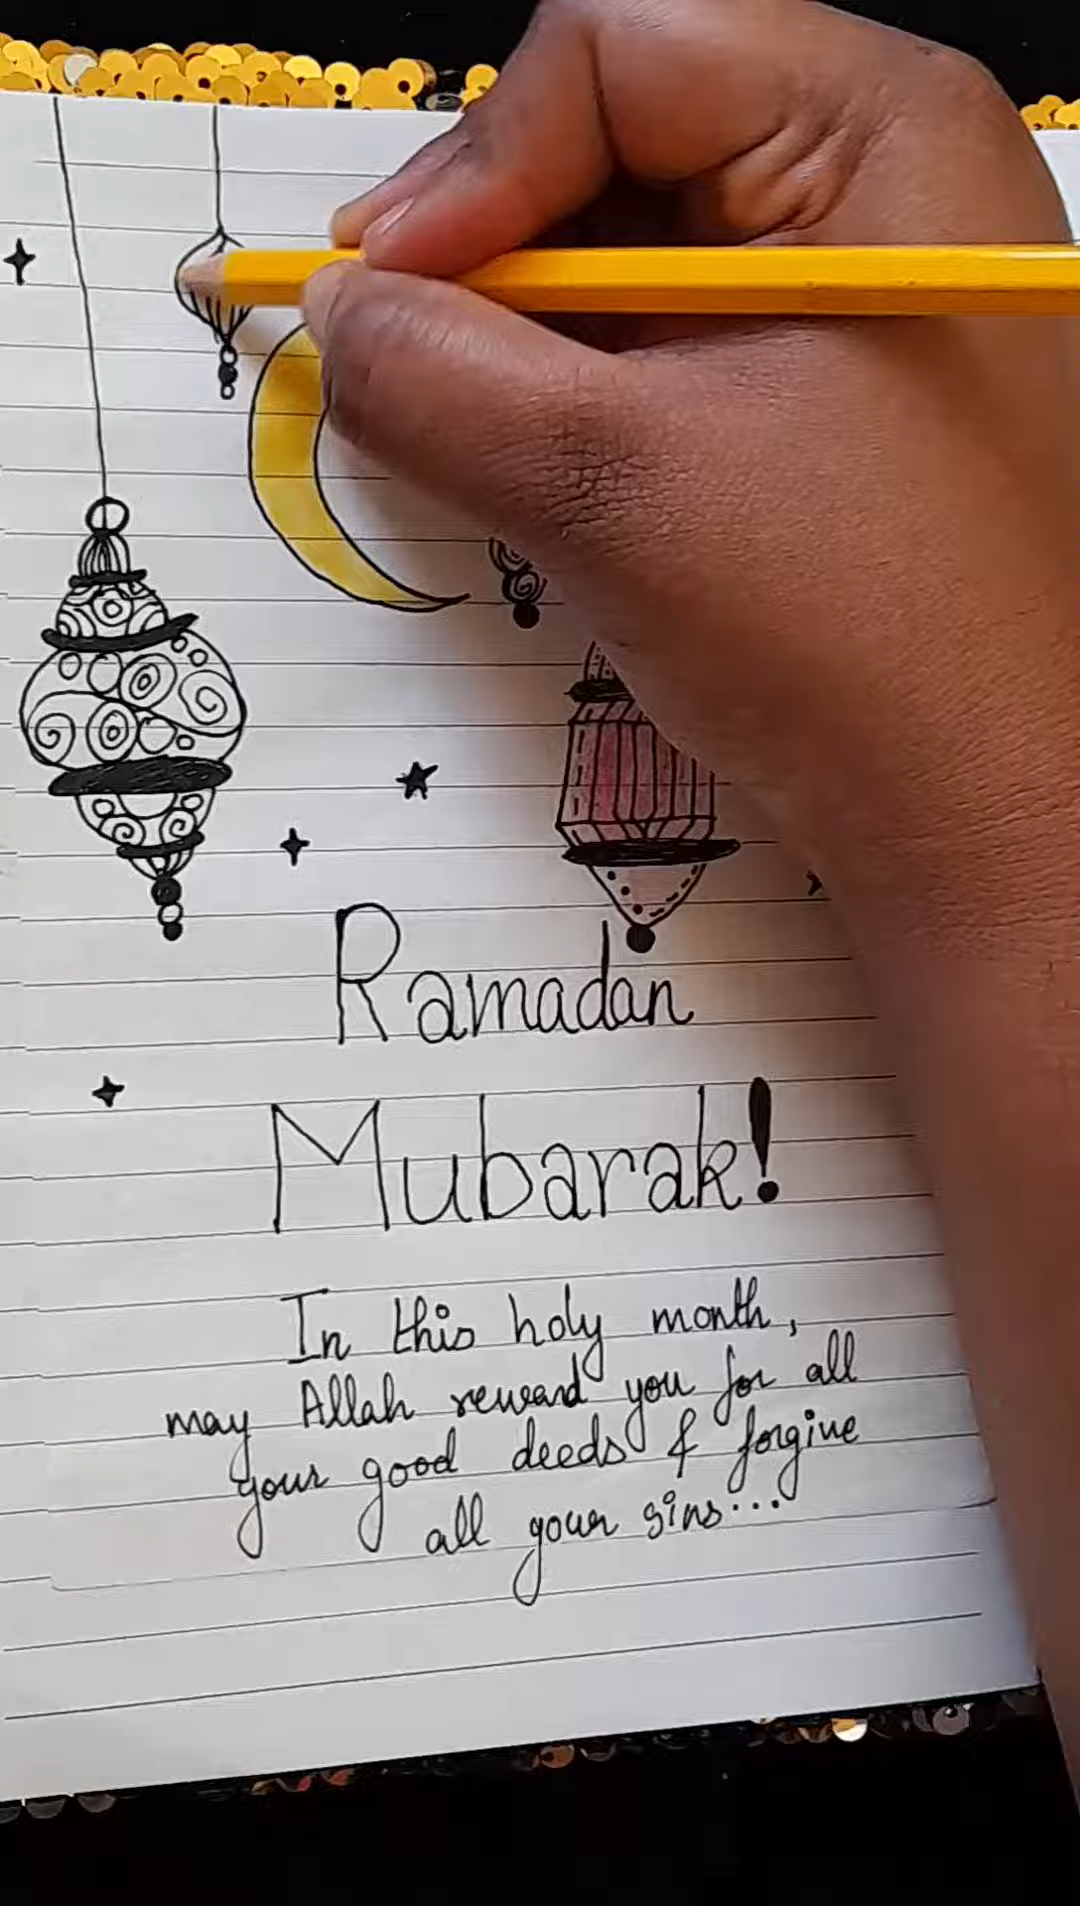 Ramadan
Mubarak!
In this holy month,
may Allah reward you for all
your good deeds & forgive
all your sins...